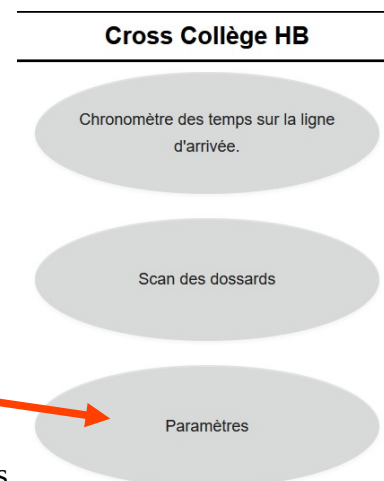 Cross Collège HB
Chronomètre des temps sur la ligne
d'arrivée.
Scan des dossards
Paramètres
s